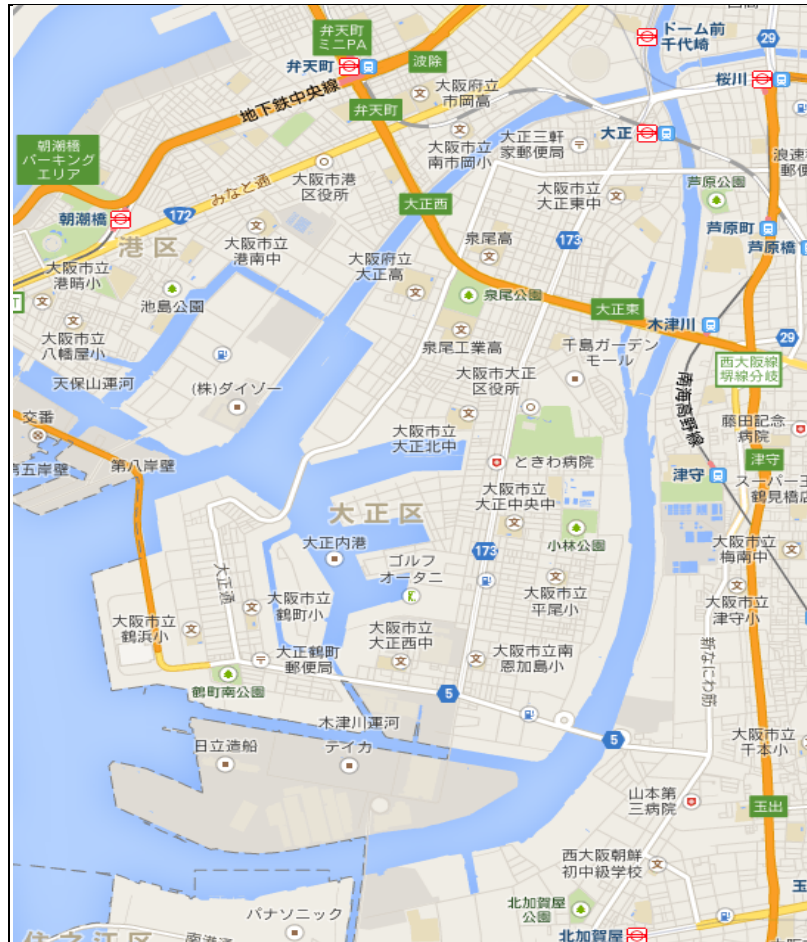 弁天町
ミニPA
弁天町
波除
ドーム前
千代崎
29
桜川
地下鉄中央線
弁天町
大阪府立
市岡高
大阪市立
南市岡小
大正三軒
家郵便局
大正
朝潮橋
パーキング
エリア
大阪市港
区役所
みなと通
172
朝潮橋
港区
大阪市立
港南中
大正西
大阪市立
大正東中
芦原公園
芦原町
芦原橋
173
泉尾高
大阪府立
大正高
大阪市立
港晴小
池島公園
泉尾公園
大正東
木津川
29
大阪市立
八幡屋小
泉尾工業高
千島ガーデン
モール
西大阪線
堺線分岐
天保山運河
(株)ダイゾー
大阪市大正
区役所
南海高野線
交番
第五岸壁
第八岸壁
大阪市立
大正北中
ときわ病院
藤田記念
病院
津守
津守
スーパー玉
鶴見橋店
大正区
大阪市立
大正中央中
小林公園
大正内港
ゴルフ
オータニ
173
大阪市立
梅南中
大正通
大阪市立
鶴町小
大阪市立
平尾小
大阪市立
津守小
大阪市立
鶴浜小
大正鶴町
郵便局
大阪市立
大正西中
大阪市立南
恩加島小
新なにわ筋
鶴町南公園
5
木津川運河
5
日立造船
テイカ
大阪市立
千本小
山本第
三病院
玉出
西大阪朝鮮
初中級学校
北加賀屋
公園
パナソニック
住之江区
南港通
北加賀屋
玉